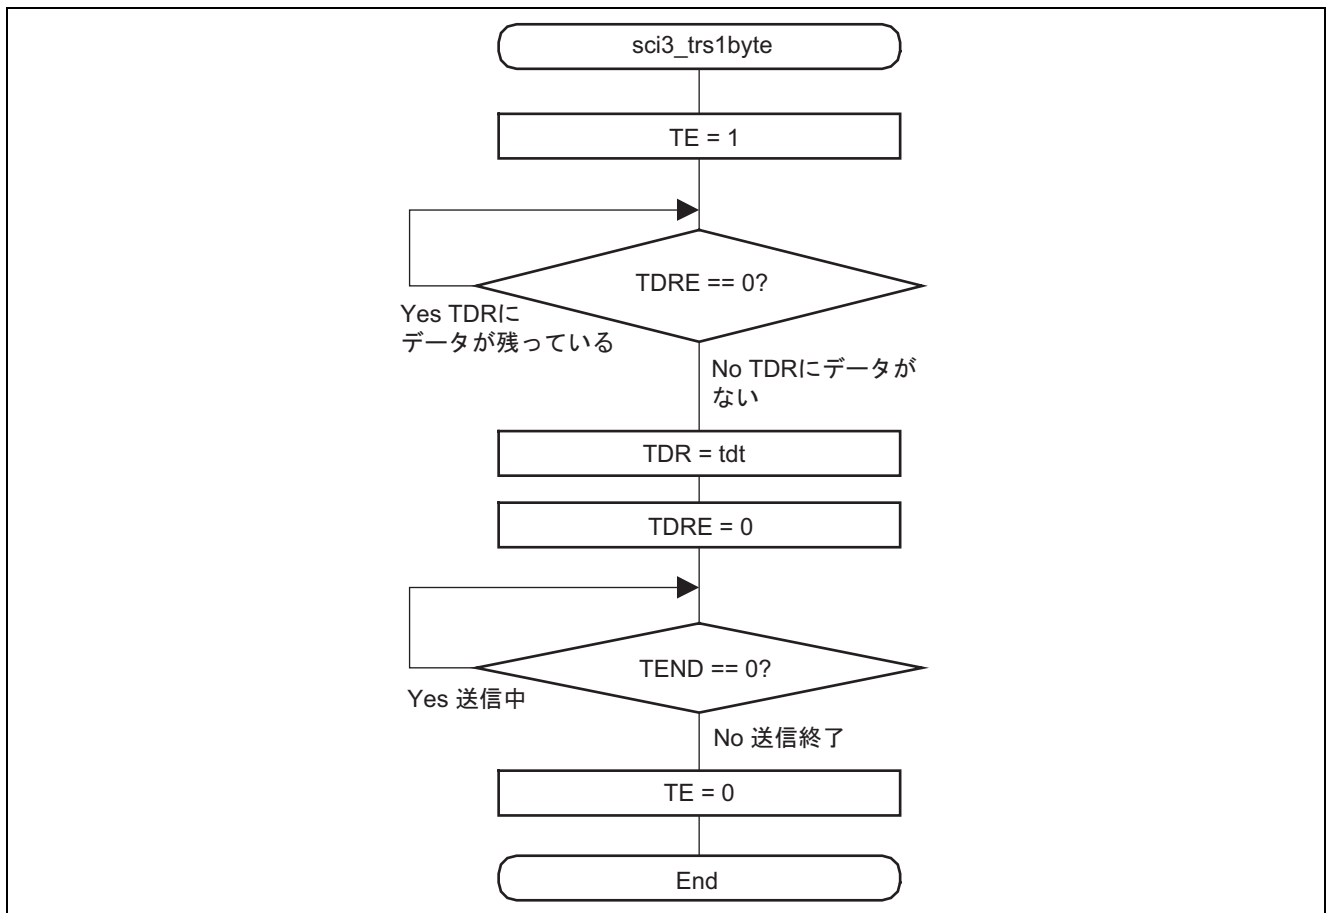 sci3_trs1byte
TE = 1
TDRE == 0?
Yes TDRに
データが残っている
No TDRにデータが
ない
TDR = tdt
TDRE = 0
TEND == 0?
Yes 送信中
No 送信終了
TE = 0
End